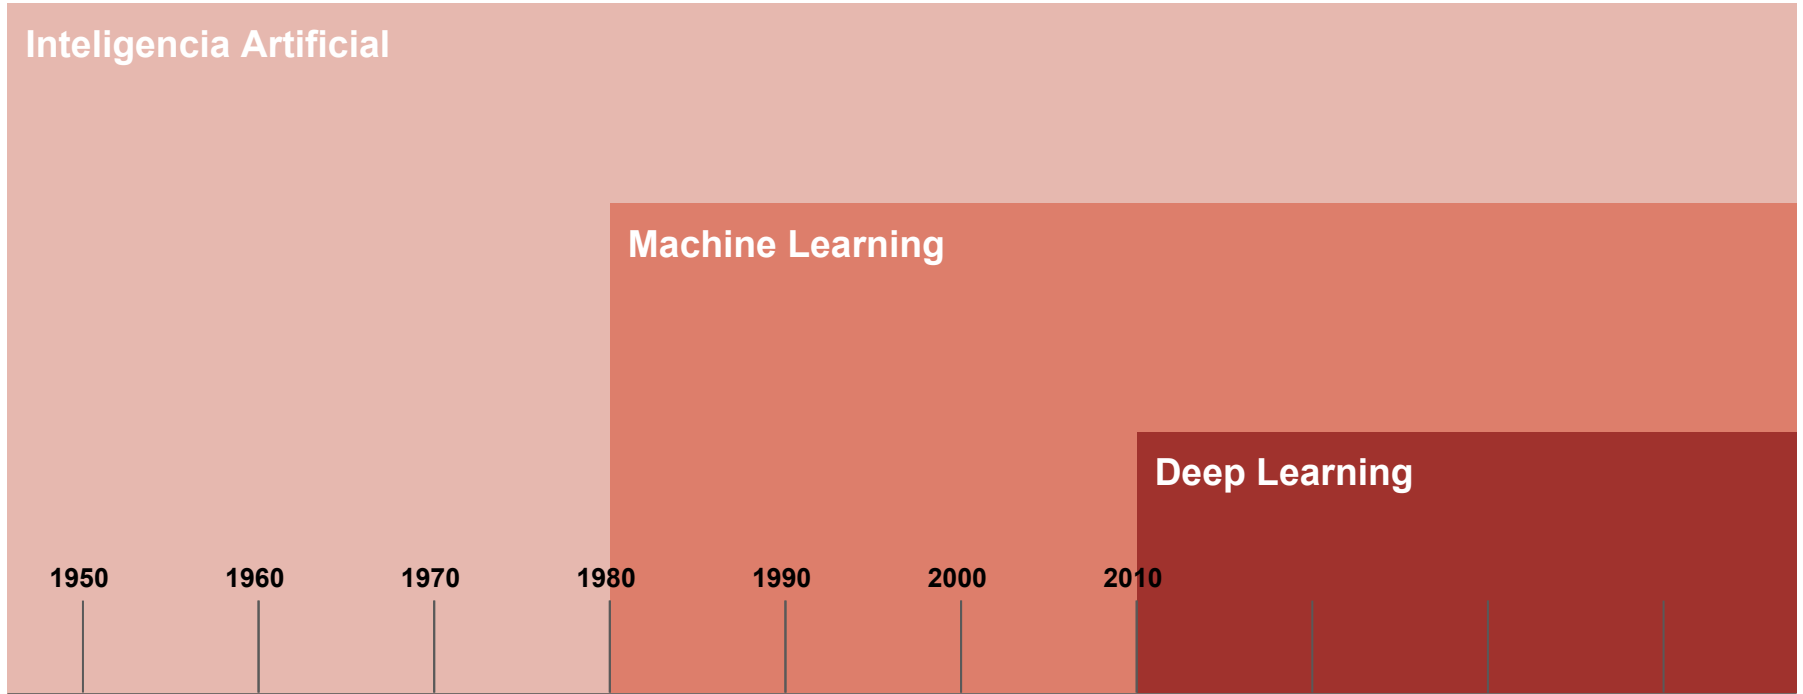 Inteligencia Artificial
Machine Learning
Deep Learning
1950 1960 1970 1980 1990 2000 2010